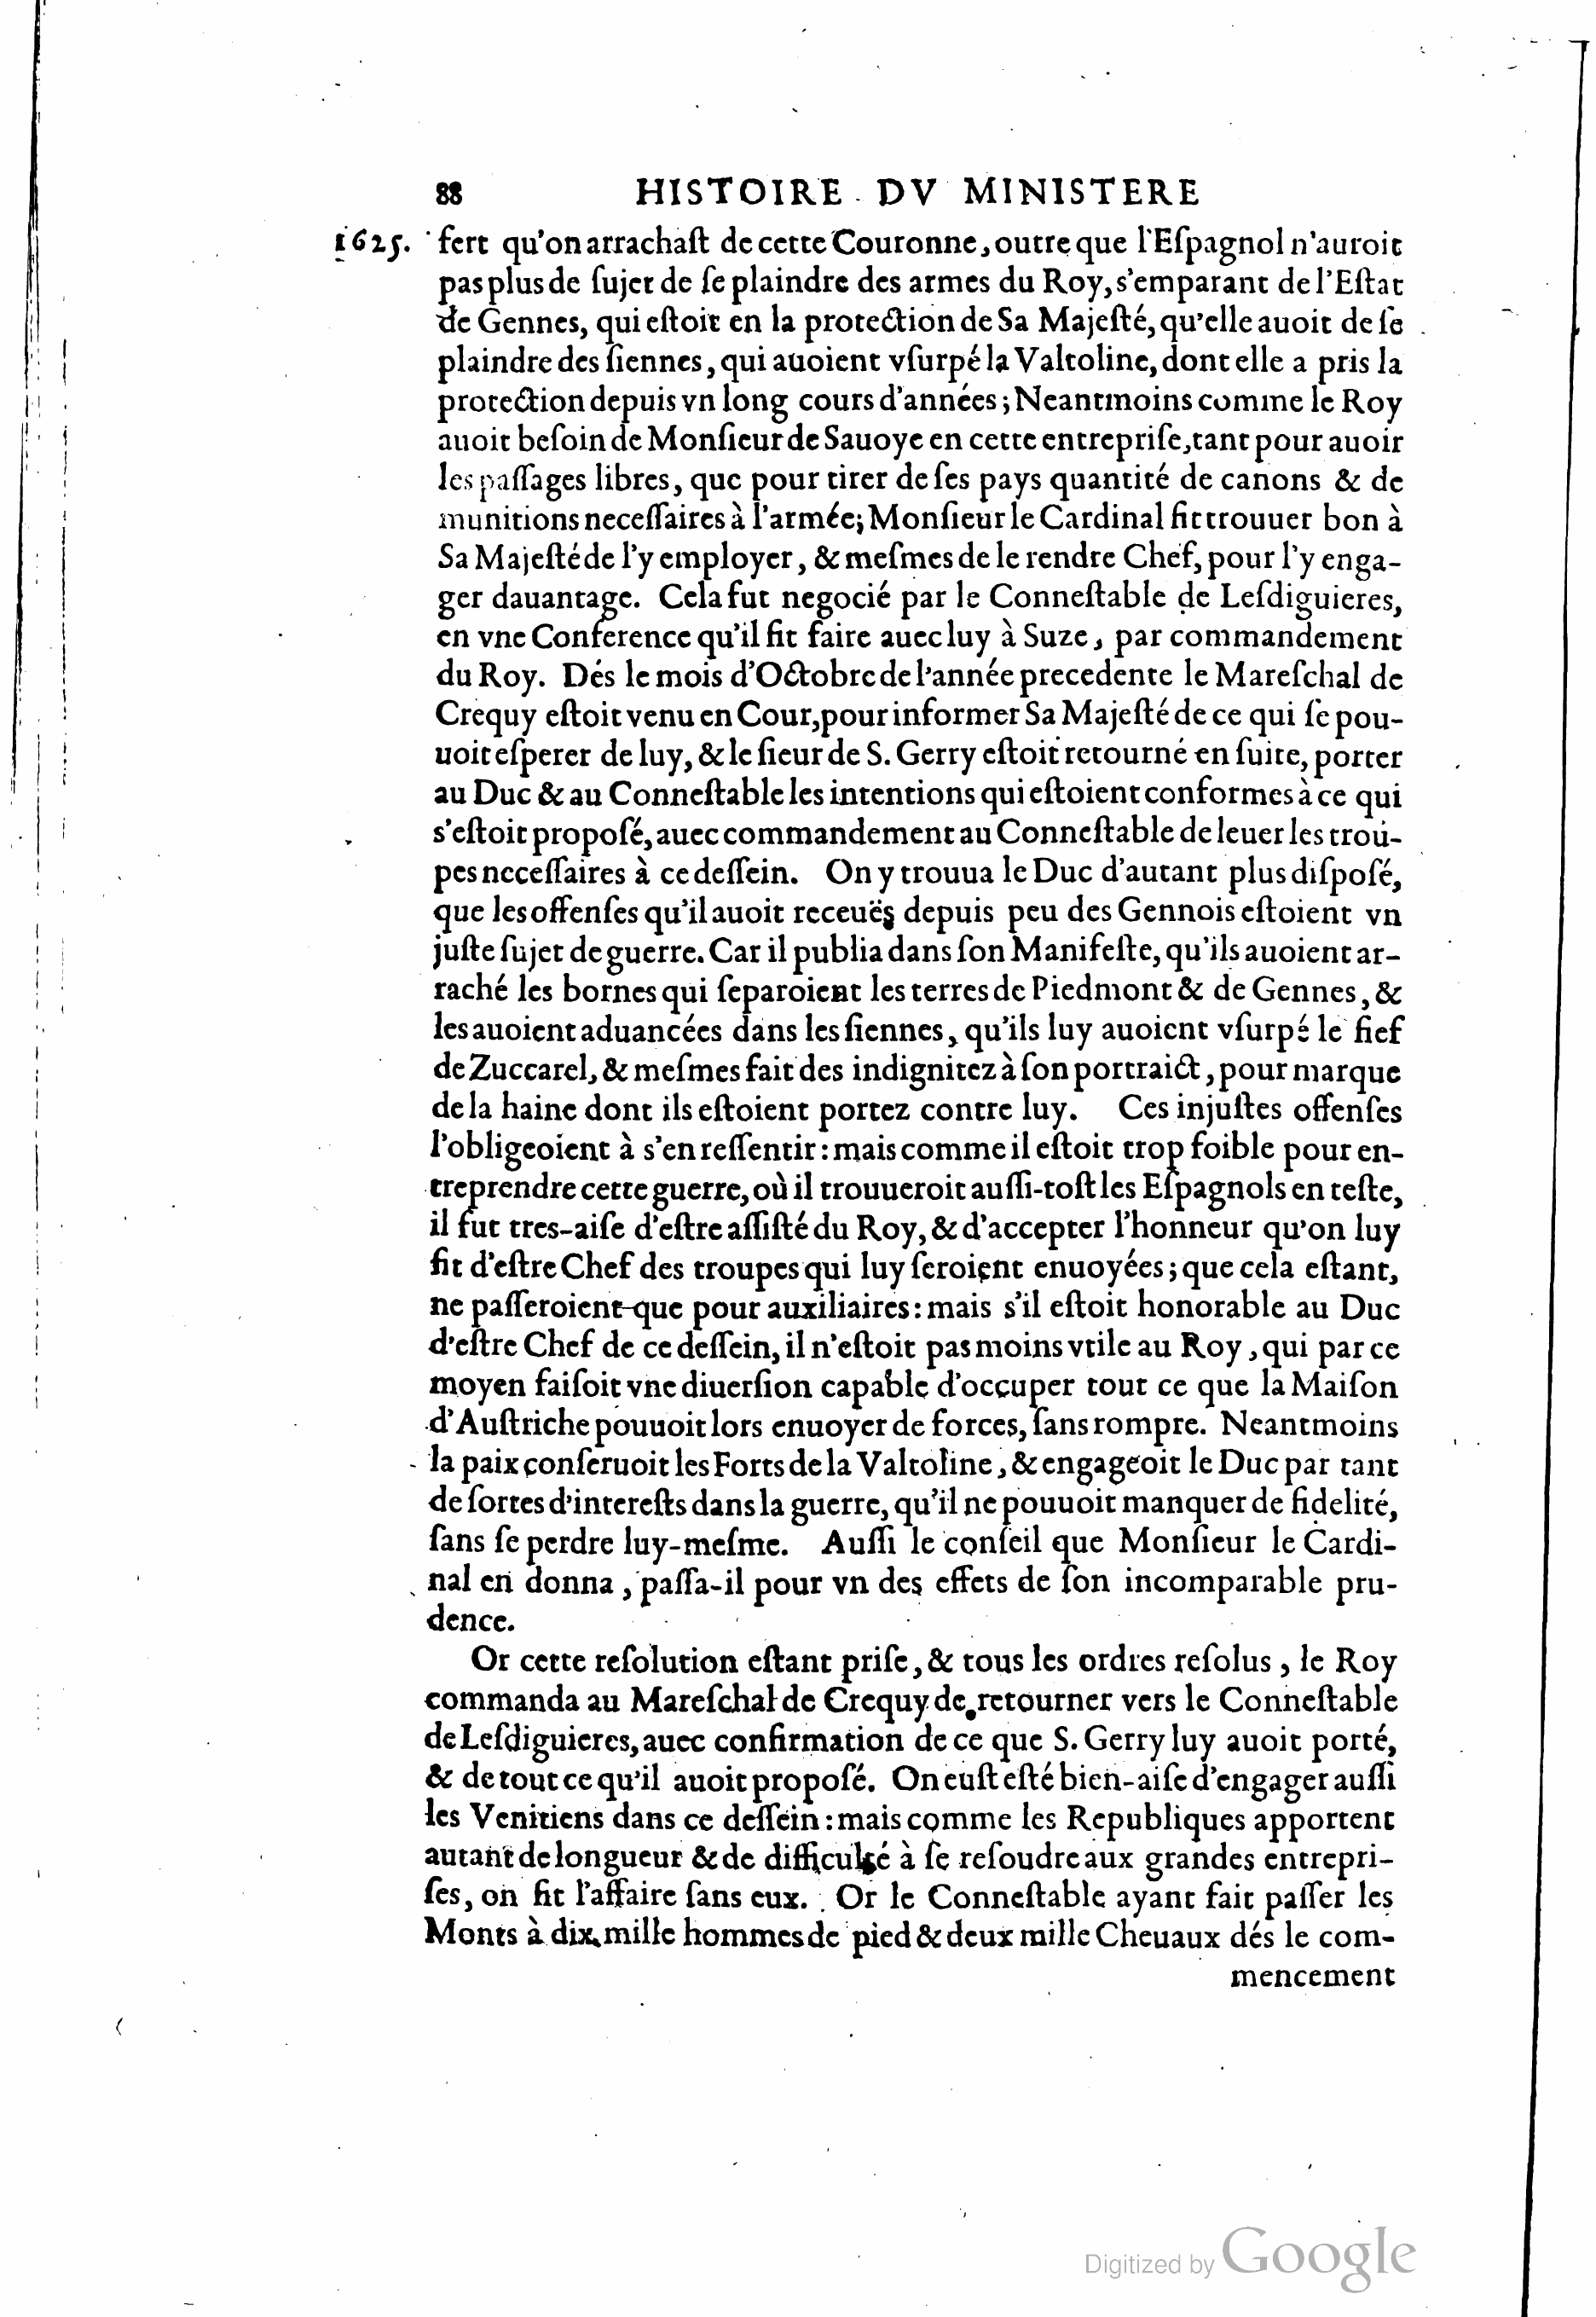 88 HISTOIRE DV MINISTERE
1625. fert qu'on arrachaſt de cette Couronne, outre que l'Eſpagnol n'auroit
pas plus de ſujet de ſe plaindre des armes du Roy, s'emparant de l'Eſtat
de Gennes, qui eſtoit en la protection de Sa Majeſté, qu'elle auoit de ſe
plaindre des ſiennes, qui auoient vſurpé la Valtoline, dont elle a pris la
protection depuis vn long cours d'années; Neantmoins comme le Roy
auoit beſoin de Monſieur de Sauoye en cette entrepriſe, tant pour auoir
les paſſages libres, que pour tirer de ſes pays quantité de canons & de
munitions neceſſaires à l'armée; Monſieur le Cardinal fit trouuer bon à
Sa Majeſté de l'y employer, & meſmes de le rendre Chef, pour l'y enga-
ger dauantage. Cela fut negocié par le Conneſtable de Leſdiguieres,
en vne Conference qu'il fit faire auec luy à Suze, par commandement
du Roy. Dés le mois d'Octobre de l'année precedente le Mareſchal de
Crequy eſtoit venu en Cour, pour informer Sa Majeſté de ce qui ſe pou-
uoit eſperer de luy, & le ſieur de S. Gerry eſtoit retourné en ſuite, porter
au Duc & au Conneſtable les intentions qui eſtoient conformes à ce qui
s'eſtoit propoſé, auec commandement au Conneſtable de leuer les trou-
pes neceſſaires à ce deſſein. On y trouua le Duc d'autant plus diſpoſé,
que les offenſes qu'il auoit receuës depuis peu des Gennois eſtoient vn
juſte ſujet de guerre. Car il publia dans ſon Manifeſte, qu'ils auoient ar-
raché les bornes qui ſeparoient les terres de Piedmont & de Gennes, &
les auoient aduancées dans les ſiennes, qu'ils luy auoient vſurpé le fief
de Zuccarel, & meſmes fait des indignitez à ſon portraict, pour marque
de la haine dont ils eſtoient portez contre luy. Ces injuſtes offenſes
l'obligeoient à s'en reſſentir: mais comme il eſtoit trop foible pour en-
treprendre cette guerre, où il trouueroit auſſi-toſt les Eſpagnols en teſte,
il fut tres-aiſe d'eſtre aſſiſté du Roy, & d'accepter l'honneur qu'on luy
fit d'eſtre Chef des troupes qui luy ſeroient enuoyées; que cela eſtant,
ne paſſeroient que pour auxiliaires: mais s'il eſtoit honorable au Duc
d'eſtre Chef de ce deſſein, il n'eſtoit pas moins vtile au Roy, qui par ce
moyen faiſoit vne diuerſion capable d'occuper tout ce que la Maiſon
d'Auſtriche pouuoit lors enuoyer de forces, ſans rompre. Neantmoins
la paix conſeruoit les Forts de la Valtoline, & engageoit le Duc par tant
de ſortes d'intereſts dans la guerre, qu'il ne pouuoit manquer de fidelité,
ſans ſe perdre luy-meſme. Auſſi le conſeil que Monſieur le Cardi-
nal en donna, paſſa-il pour vn des effets de ſon incomparable pru-
dence.
Or cette reſolution eſtant priſe, & tous les ordres reſolus, le Roy
commanda au Mareſchal de Crequy de retourner vers le Conneſtable
de Leſdiguieres, auec confirmation de ce que S. Gerry luy auoit porté,
& de tout ce qu'il auoit propoſé. On euſt eſté bien-aiſe d'engager auſſi
les Venitiens dans ce deſſein: mais comme les Republiques apportent
autant de longueur & de difficulté à ſe reſoudre aux grandes entrepri-
ſes, on fit l'affaire ſans eux. Or le Conneſtable ayant fait paſſer les
Monts à dix mille hommes de pied & deux mille Cheuaux dés le com-
mencement
Digitized by Google